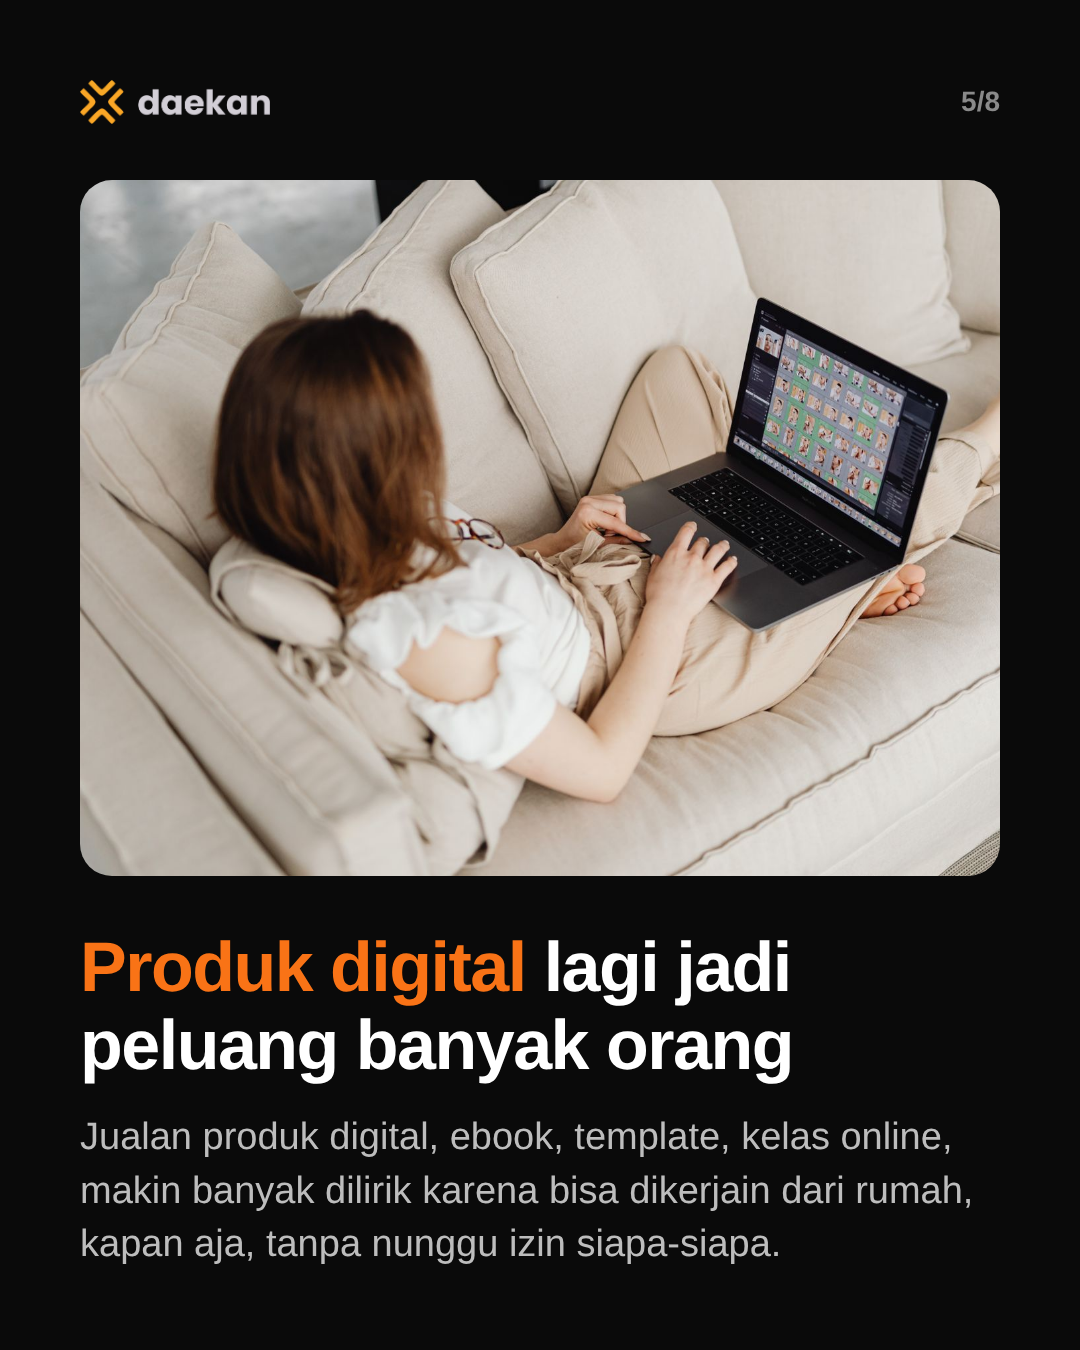 daekan
5/8
Produk digital lagi jadi
peluang banyak orang
Jualan produk digital, ebook, template, kelas online,
makin banyak dilirik karena bisa dikerjain dari rumah,
kapan aja, tanpa nunggu izin siapa-siapa.